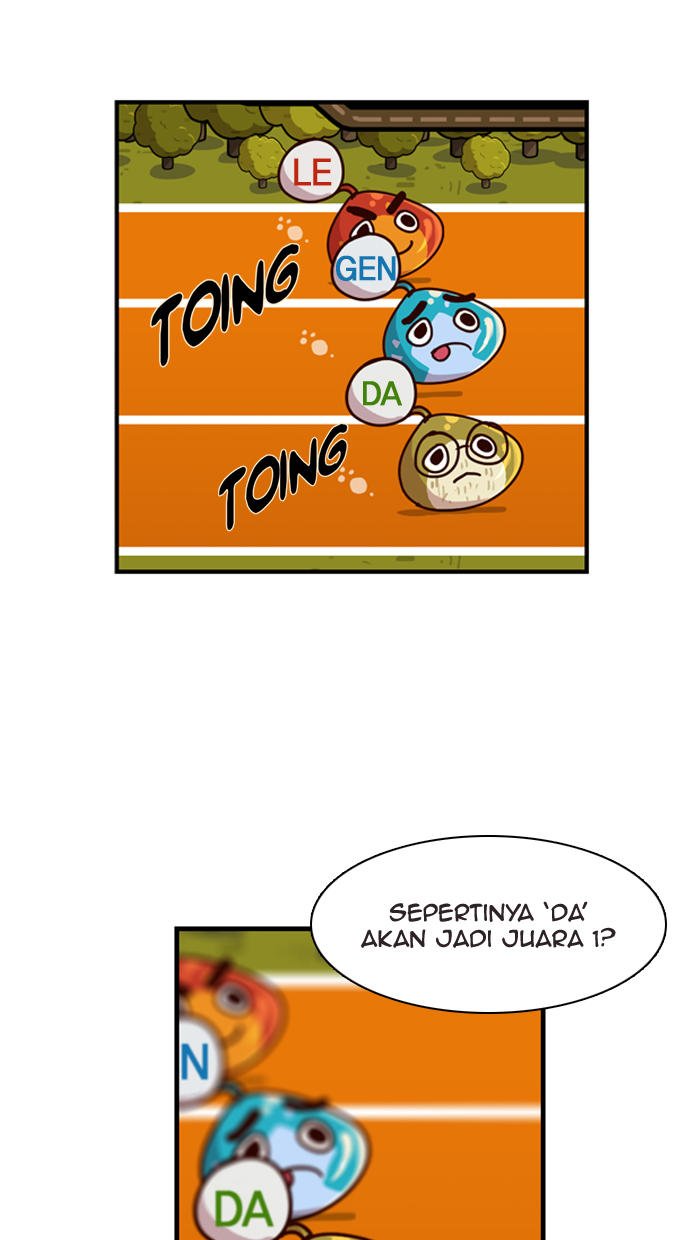 LE
GEN
TOING
DA
TOING
SEPERTINYA 'DA'
AKAN JADI JUARA 1?
N
DA